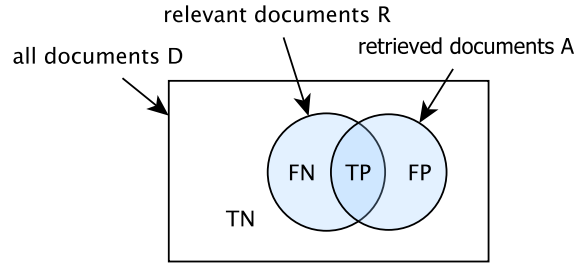 relevant documents R
retrieved documents A
all documents D
FN TP FP
TN